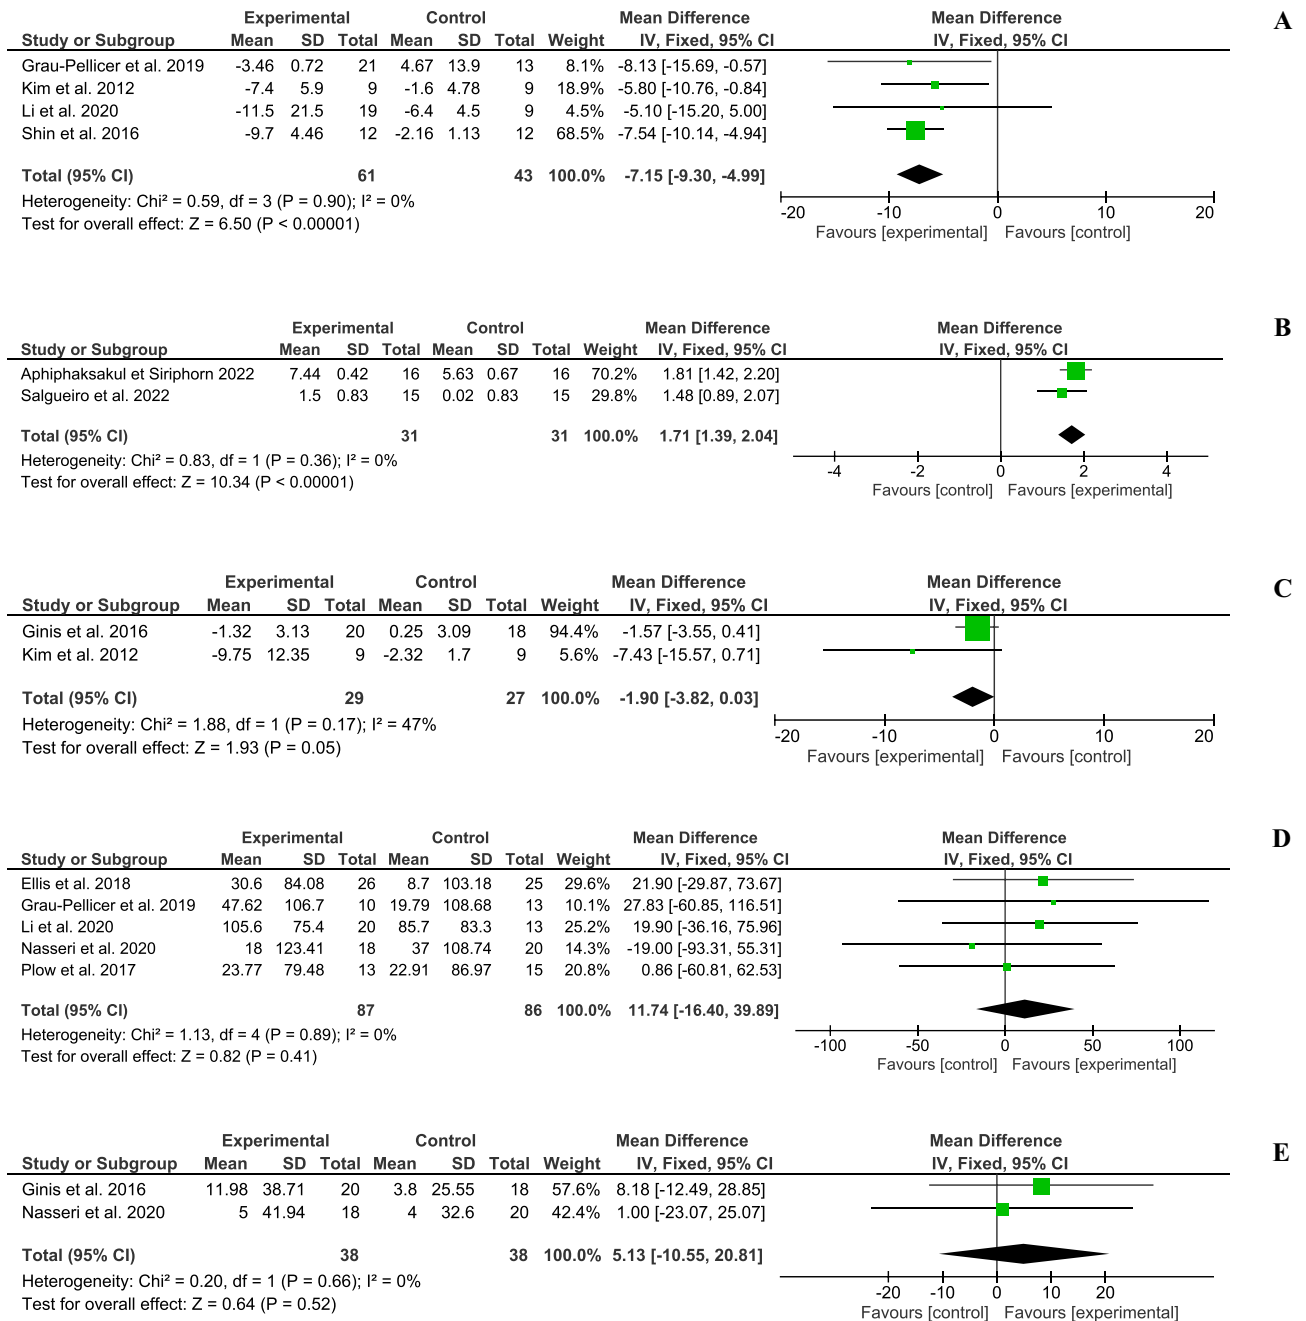 A
Experimental Control Mean Difference Mean Difference
Study or Subgroup Mean SD Total Mean SD Total Weight IV, Fixed, 95% CI IV, Fixed, 95% CI
Grau-Pellicer et al. 2019 -3.46 0.72 21 4.67 13.9 13 8.1% -8.13 [-15.69, -0.57]
Kim et al. 2012 -7.4 5.9 9 -1.6 4.78 9 18.9% -5.80 [-10.76, -0.84]
Li et al. 2020 -11.5 21.5 19 -6.4 4.5 9 4.5% -5.10 [-15.20, 5.00]
Shin et al. 2016 -9.7 4.46 12 -2.16 1.13 12 68.5% -7.54 [-10.14, -4.94]
Total (95% CI) 61 43 100.0% -7.15 [-9.30, -4.99]
Heterogeneity: Chi² = 0.59, df = 3 (P = 0.90); I² = 0%
Test for overall effect: Z = 6.50 (P < 0.00001)
-20 -10 0 10 20
Favours [experimental] Favours [control]
B
Experimental Control Mean Difference Mean Difference
Study or Subgroup Mean SD Total Mean SD Total Weight IV, Fixed, 95% CI IV, Fixed, 95% CI
Aphiphaksakul et Siriphorn 2022 7.44 0.42 16 5.63 0.67 16 70.2% 1.81 [1.42, 2.20]
Salgueiro et al. 2022 1.5 0.83 15 0.02 0.83 15 29.8% 1.48 [0.89, 2.07]
Total (95% CI) 31 31 100.0% 1.71 [1.39, 2.04]
Heterogeneity: Chi² = 0.83, df = 1 (P = 0.36); I² = 0%
Test for overall effect: Z = 10.34 (P < 0.00001)
-4 -2 0 2 4
Favours [control] Favours [experimental]
C
Experimental Control Mean Difference Mean Difference
Study or Subgroup Mean SD Total Mean SD Total Weight IV, Fixed, 95% CI IV, Fixed, 95% CI
Ginis et al. 2016 -1.32 3.13 20 0.25 3.09 18 94.4% -1.57 [-3.55, 0.41]
Kim et al. 2012 -9.75 12.35 9 -2.32 1.7 9 5.6% -7.43 [-15.57, 0.71]
Total (95% CI) 29 27 100.0% -1.90 [-3.82, 0.03]
Heterogeneity: Chi² = 1.88, df = 1 (P = 0.17); I² = 47%
Test for overall effect: Z = 1.93 (P = 0.05)
-20 -10 0 10 20
Favours [experimental] Favours [control]
D
Experimental Control Mean Difference Mean Difference
Study or Subgroup Mean SD Total Mean SD Total Weight IV, Fixed, 95% CI IV, Fixed, 95% CI
Ellis et al. 2018 30.6 84.08 26 8.7 103.18 25 29.6% 21.90 [-29.87, 73.67]
Grau-Pellicer et al. 2019 47.62 106.7 10 19.79 108.68 13 10.1% 27.83 [-60.85, 116.51]
Li et al. 2020 105.6 75.4 20 85.7 83.3 13 25.2% 19.90 [-36.16, 75.96]
Nasseri et al. 2020 18 123.41 18 37 108.74 20 14.3% -19.00 [-93.31, 55.31]
Plow et al. 2017 23.77 79.48 13 22.91 86.97 15 20.8% 0.86 [-60.81, 62.53]
Total (95% CI) 87 86 100.0% 11.74 [-16.40, 39.89]
Heterogeneity: Chi² = 1.13, df = 4 (P = 0.89); I² = 0%
Test for overall effect: Z = 0.82 (P = 0.41)
-100 -50 0 50 100
Favours [control] Favours [experimental]
E
Experimental Control Mean Difference Mean Difference
Study or Subgroup Mean SD Total Mean SD Total Weight IV, Fixed, 95% CI IV, Fixed, 95% CI
Ginis et al. 2016 11.98 38.71 20 3.8 25.55 18 57.6% 8.18 [-12.49, 28.85]
Nasseri et al. 2020 5 41.94 18 4 32.6 20 42.4% 1.00 [-23.07, 25.07]
Total (95% CI) 38 38 100.0% 5.13 [-10.55, 20.81]
Heterogeneity: Chi² = 0.20, df = 1 (P = 0.66); I² = 0%
Test for overall effect: Z = 0.64 (P = 0.52)
-20 -10 0 10 20
Favours [control] Favours [experimental]